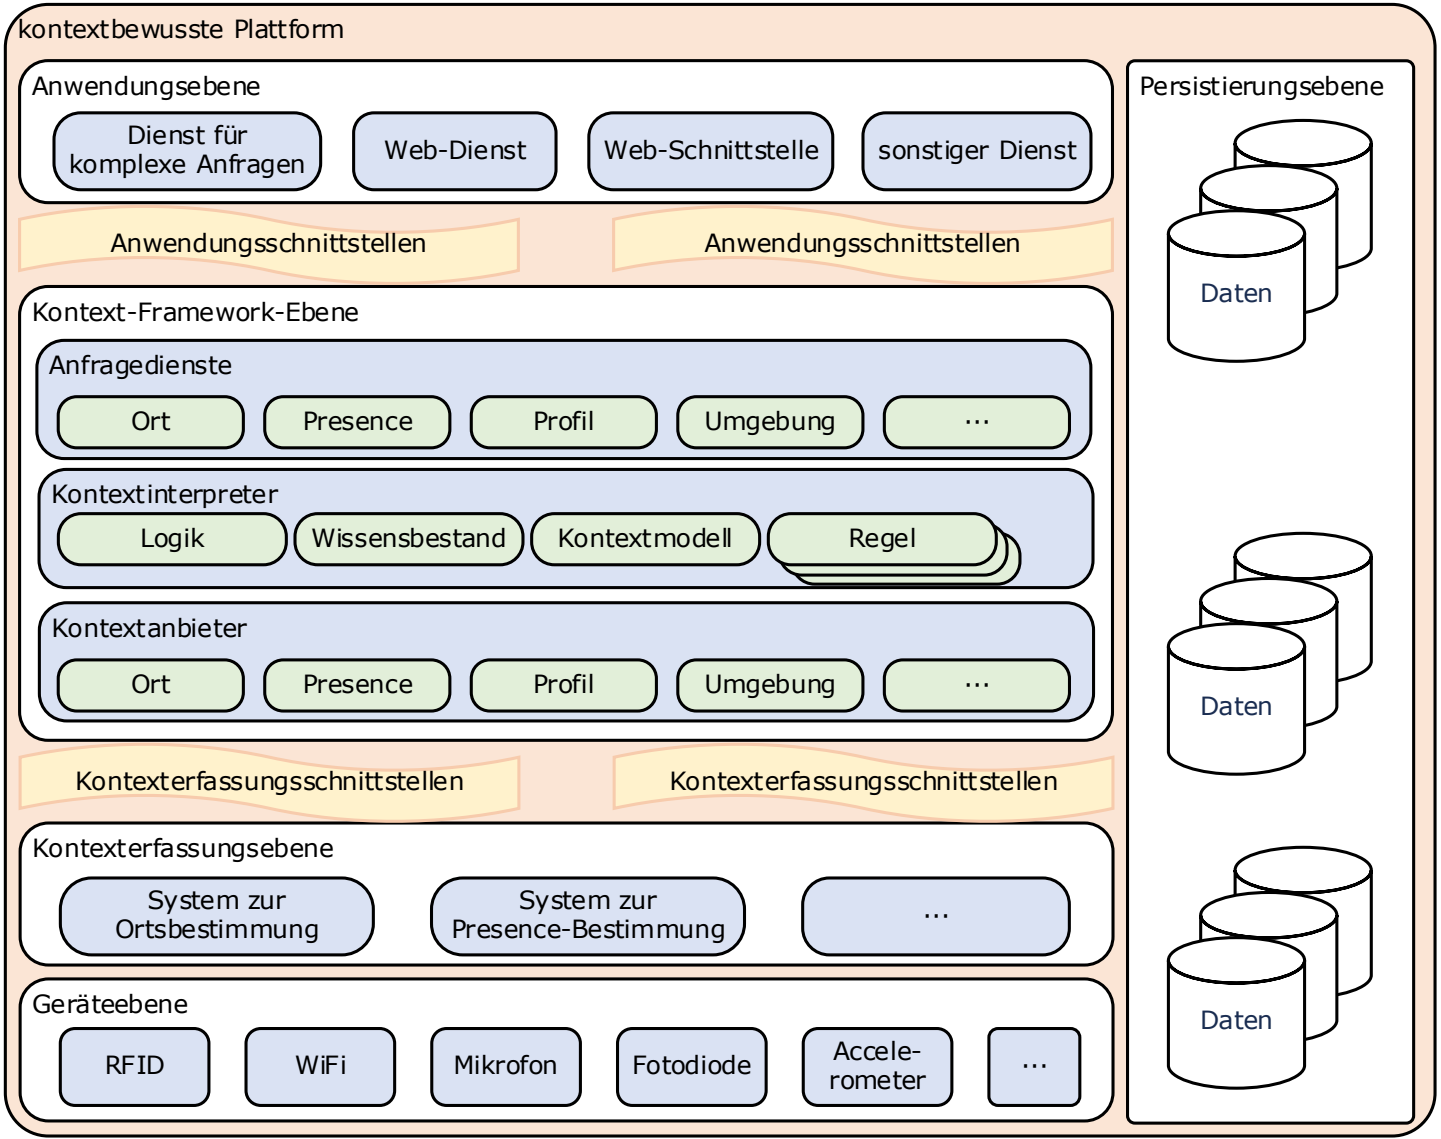 kontextbewusste Plattform
Anwendungsebene
Dienst für
komplexe Anfragen
Web-Dienst
Web-Schnittstelle
sonstiger Dienst
Anwendungsschnittstellen
Anwendungsschnittstellen
Kontext-Framework-Ebene
Anfragedienste
Ort
Presence
Profil
Umgebung
...
Kontextinterpreter
Logik
Wissensbestand
Kontextmodell
Regel
Kontextanbieter
Ort
Presence
Profil
Umgebung
...
Kontexterfassungsschnittstellen
Kontexterfassungsschnittstellen
Kontexterfassungsebene
System zur
Ortsbestimmung
System zur
Presence-Bestimmung
...
Geräteebene
RFID
WiFi
Mikrofon
Fotodiode
Accele-
rometer
...
Persistierungsebene
Daten
Daten
Daten